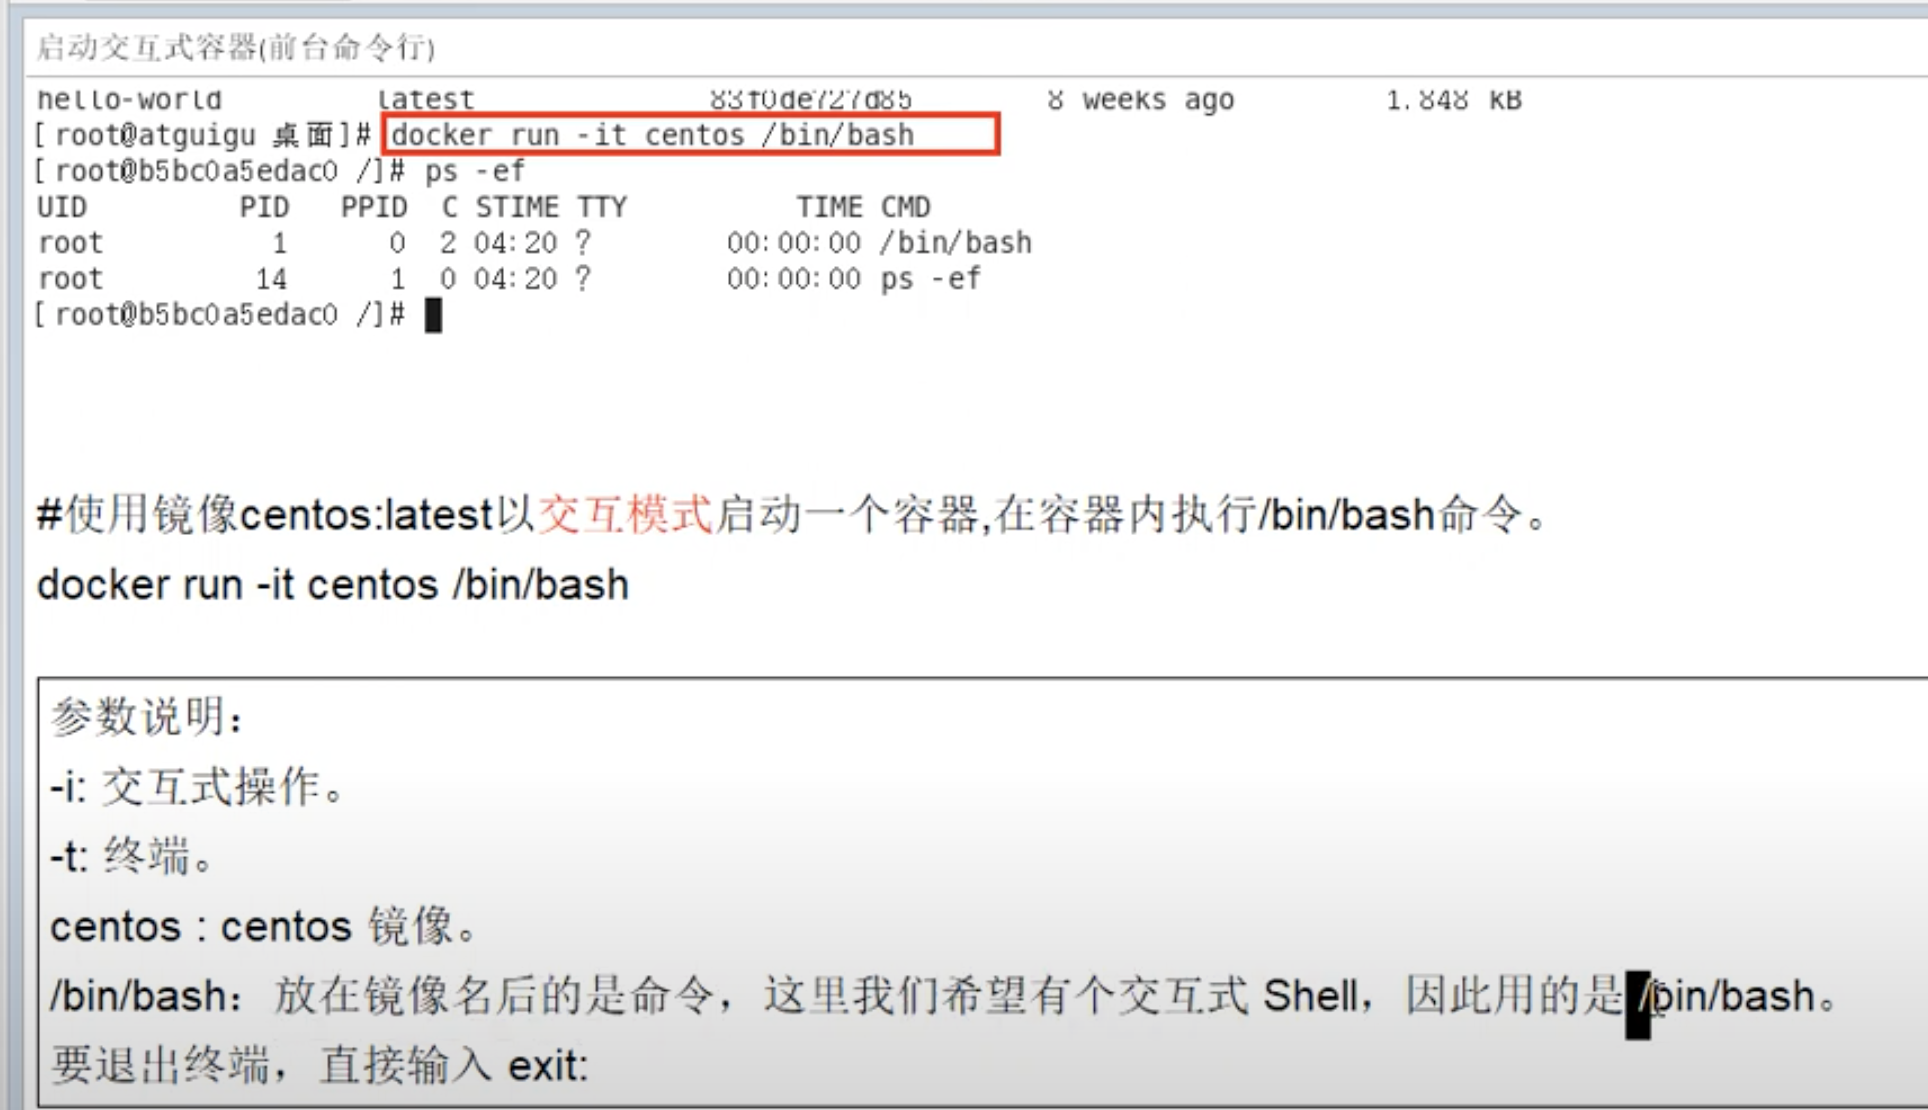 启动交互式容器(前台命令行)
hello-world latest 83f0de727d85 8 weeks ago 1.848 kB
[root@atguigu 桌面]# docker run -it centos /bin/bash
[root@b5bc0a5edac0 /]# ps -ef
UID PID PPID C STIME TTY TIME CMD
root 1 0 2 04:20 ? 00:00:00 /bin/bash
root 14 1 0 04:20 ? 00:00:00 ps -ef
[root@b5bc0a5edac0 /]#
#使用镜像centos:latest以交互模式启动一个容器,在容器内执行/bin/bash命令。
docker run -it centos /bin/bash
参数说明：
-i: 交互式操作。
-t: 终端。
centos : centos 镜像。
/bin/bash：放在镜像名后的是命令，这里我们希望有个交互式 Shell，因此用的是 /bin/bash。
要退出终端，直接输入 exit: